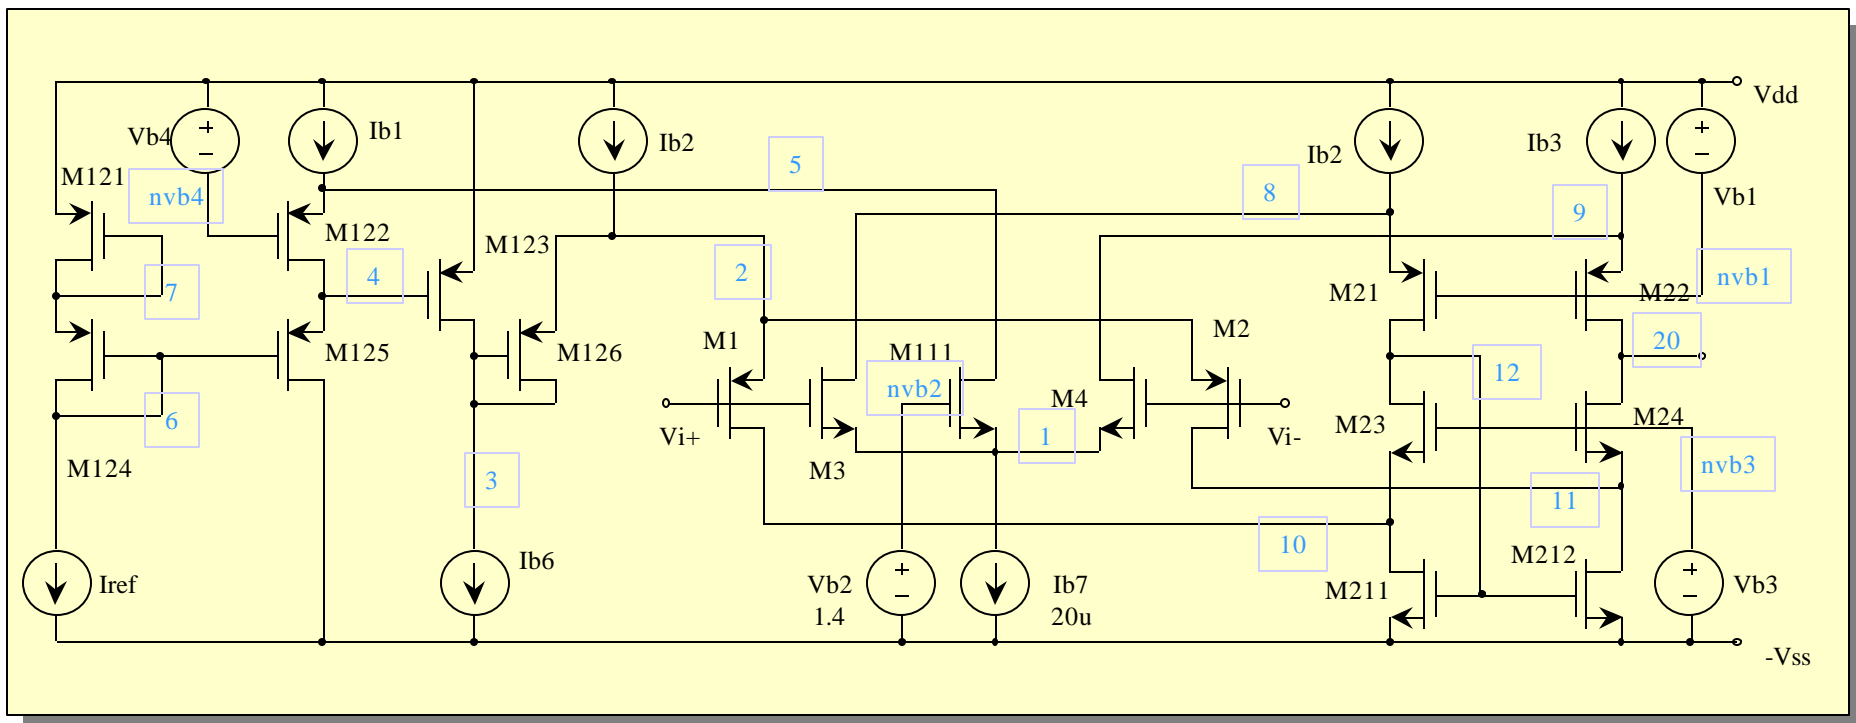 Vdd
Vb4
Ib1
Ib2
5
Ib2
Ib3
M121
nvb4
8
9
Vb1
M122
M123
4
2
7
M21
M22
nvb1
M125
M126
M1
M2
20
M111
nvb2
12
6
M4
Vi+
1
Vi-
M23
M24
M124
M3
3
nvb3
11
10
Iref
Ib6
Vb2
1.4
Ib7
20u
M211
M212
Vb3
-Vss